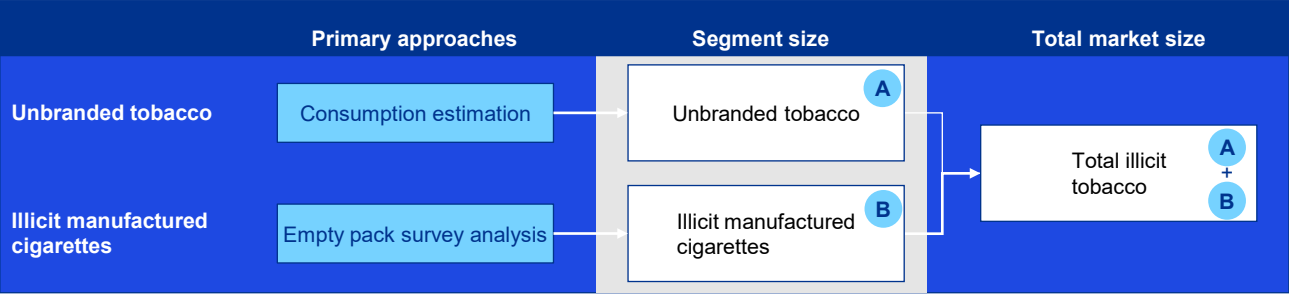 Primary approaches
Segment size
Total market size
Unbranded tobacco
Consumption estimation
Unbranded tobacco
A
Illicit manufactured
cigarettes
Empty pack survey analysis
Illicit manufactured
cigarettes
B
Total illicit
tobacco
A
+
B